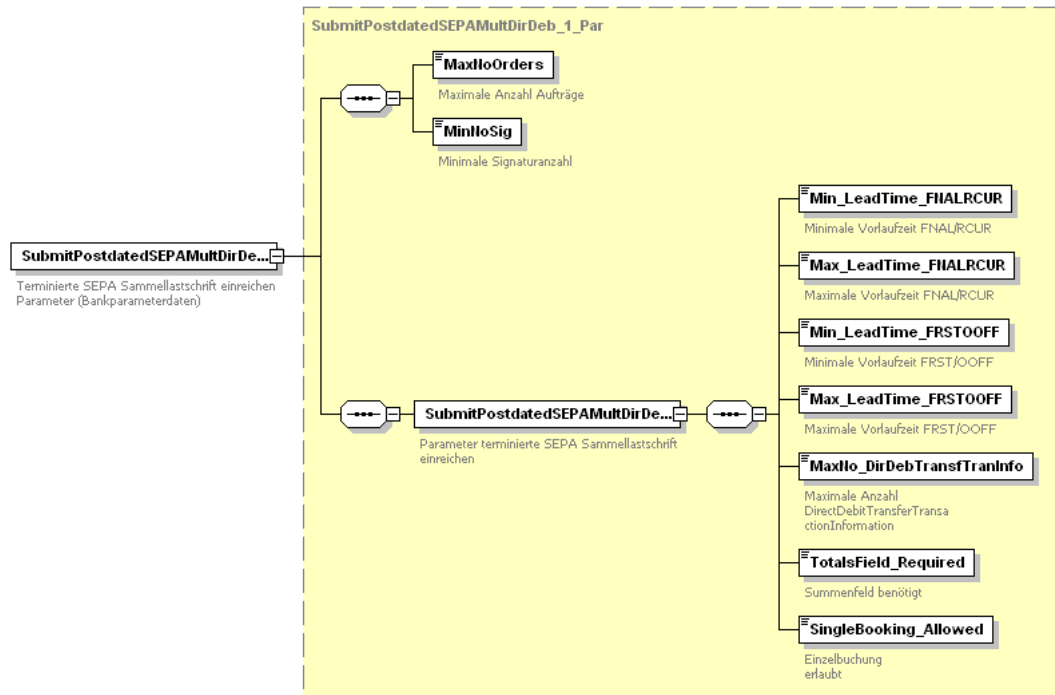 SubmitPostdatedSEPAMultDirDeb_1_Par
MaxNoOrders
Maximale Anzahl Aufträge
MinNoSig
Minimale Signaturanzahl
SubmitPostdatedSEPAMultDirDe...
Terminierte SEPA Sammellastschrift einreichen
Parameter (Bankparameterdaten)
SubmitPostdatedSEPAMultDirDe...
Parameter terminierte SEPA Sammellastschrift
einreichen
Min_LeadTime_FNALRCUR
Minimale Vorlaufzeit FNAL/RCUR
Max_LeadTime_FNALRCUR
Maximale Vorlaufzeit FNAL/RCUR
Min_LeadTime_FRSTOOFF
Minimale Vorlaufzeit FRST/OOFF
Max_LeadTime_FRSTOOFF
Maximale Vorlaufzeit FRST/OOFF
MaxNo_DirDebTransfTranInfo
Maximale Anzahl
DirectDebitTransferTransa
ctionInformation
TotalsField_Required
Summenfeld benötigt
SingleBooking_Allowed
Einzelbuchung
erlaubt